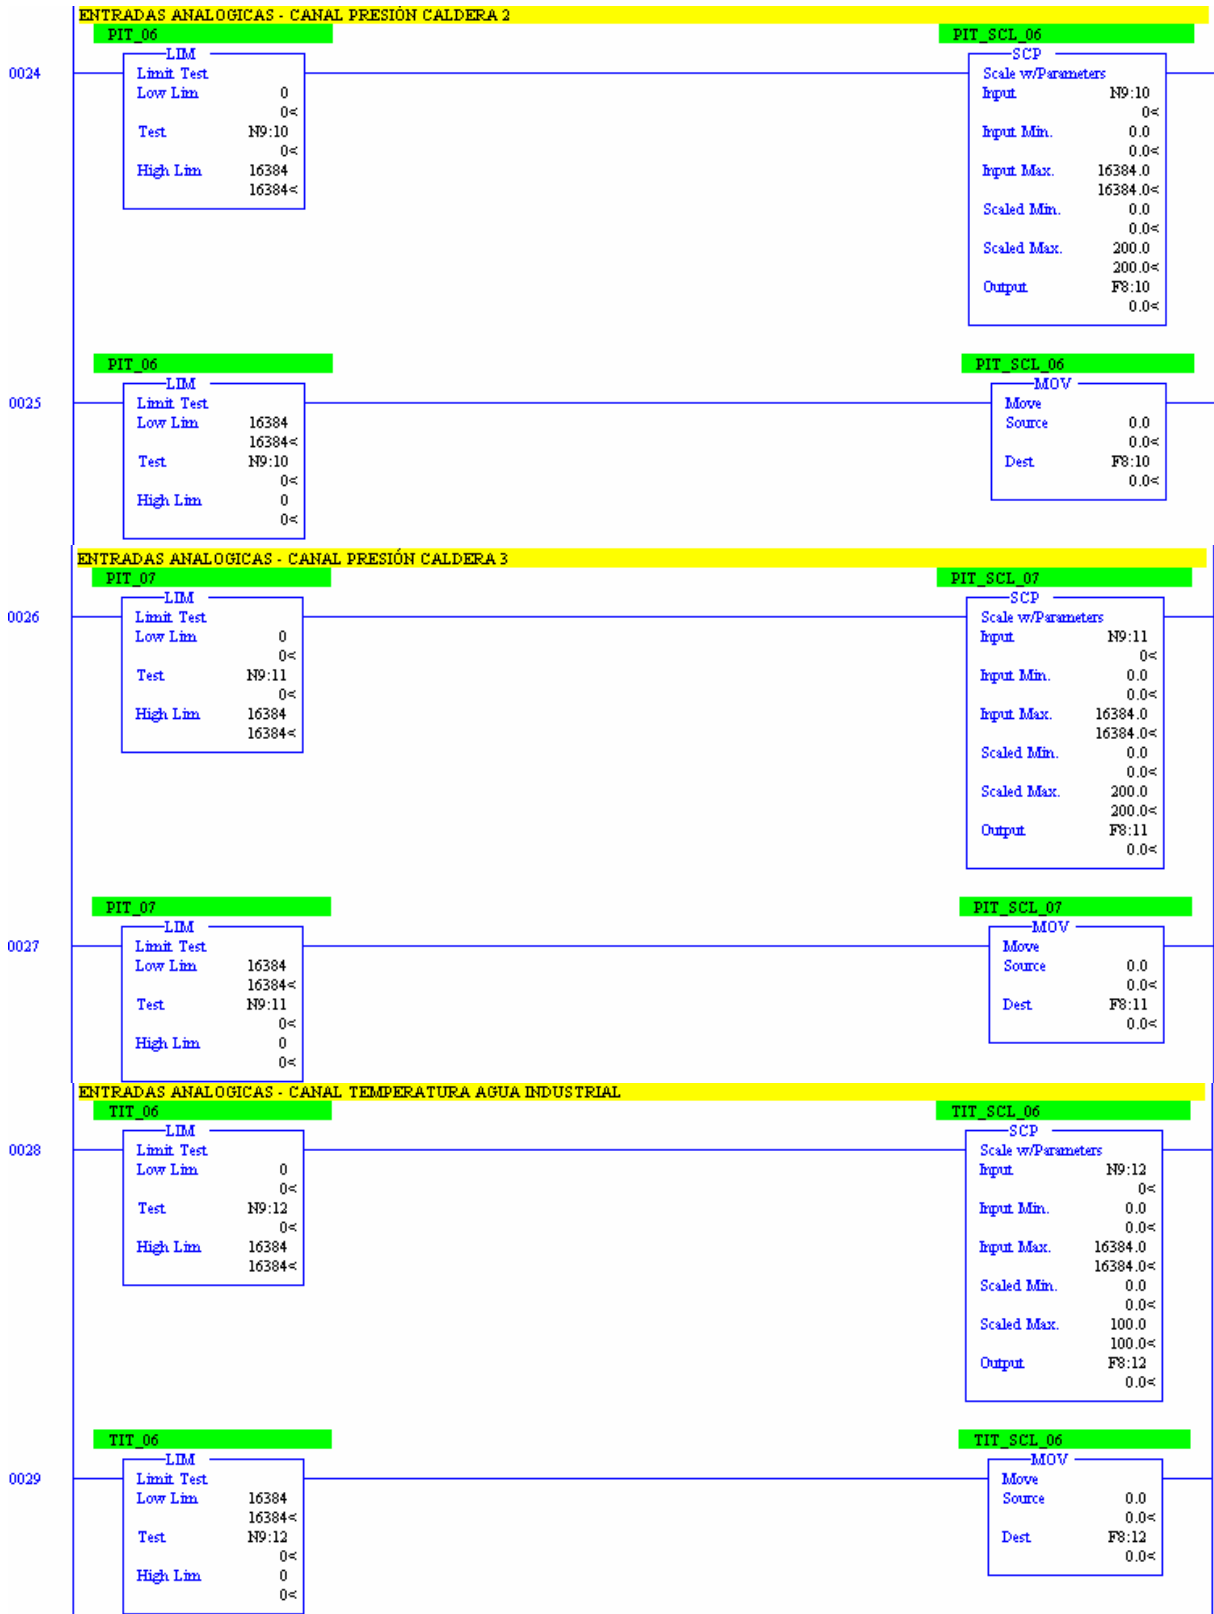 ENTRADAS ANALOGICAS - CANAL PRESIÓN CALDERA 2
PIT_06 PIT_SCL_06
LIM SCP
0024 Limit Test Scale w/Parameters
Low Lim 0 Input N9:10
0< 0<
Test N9:10 Input Min. 0.0
0< 0.0<
High Lim 16384 Input Max. 16384.0
16384< 16384.0<
Scaled Min. 0.0
0.0<
Scaled Max. 200.0
200.0<
Output F8:10
0.0<
PIT_06 PIT_SCL_06
LIM MOV
0025 Limit Test Move
Low Lim 16384 Source 0.0
16384< 0.0<
Test N9:10 Dest F8:10
0< 0.0<
High Lim 0
0<
ENTRADAS ANALOGICAS - CANAL PRESIÓN CALDERA 3
PIT_07 PIT_SCL_07
LIM SCP
0026 Limit Test Scale w/Parameters
Low Lim 0 Input N9:11
0< 0<
Test N9:11 Input Min. 0.0
0< 0.0<
High Lim 16384 Input Max. 16384.0
16384< 16384.0<
Scaled Min. 0.0
0.0<
Scaled Max. 200.0
200.0<
Output F8:11
0.0<
PIT_07 PIT_SCL_07
LIM MOV
0027 Limit Test Move
Low Lim 16384 Source 0.0
16384< 0.0<
Test N9:11 Dest F8:11
0< 0.0<
High Lim 0
0<
ENTRADAS ANALOGICAS - CANAL TEMPERATURA AGUA INDUSTRIAL
TIT_06 TIT_SCL_06
LIM SCP
0028 Limit Test Scale w/Parameters
Low Lim 0 Input N9:12
0< 0<
Test N9:12 Input Min. 0.0
0< 0.0<
High Lim 16384 Input Max. 16384.0
16384< 16384.0<
Scaled Min. 0.0
0.0<
Scaled Max. 100.0
100.0<
Output F8:12
0.0<
TIT_06 TIT_SCL_06
LIM MOV
0029 Limit Test Move
Low Lim 16384 Source 0.0
16384< 0.0<
Test N9:12 Dest F8:12
0< 0.0<
High Lim 0
0<